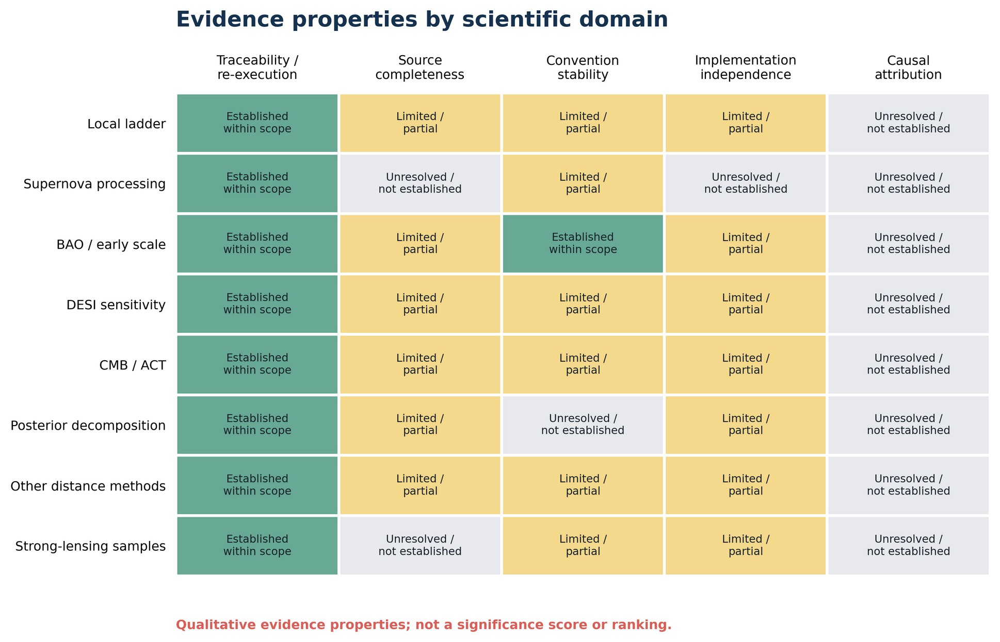 Evidence properties by scientific domain
Traceability /
re-execution
Source
completeness
Convention
stability
Implementation
independence
Causal
attribution
Local ladder
Established
within scope
Limited /
partial
Limited /
partial
Limited /
partial
Unresolved /
not established
Supernova processing
Established
within scope
Unresolved /
not established
Limited /
partial
Unresolved /
not established
Unresolved /
not established
BAO / early scale
Established
within scope
Limited /
partial
Established
within scope
Limited /
partial
Unresolved /
not established
DESI sensitivity
Established
within scope
Limited /
partial
Limited /
partial
Limited /
partial
Unresolved /
not established
CMB / ACT
Established
within scope
Limited /
partial
Limited /
partial
Limited /
partial
Unresolved /
not established
Posterior decomposition
Established
within scope
Limited /
partial
Unresolved /
not established
Limited /
partial
Unresolved /
not established
Other distance methods
Established
within scope
Limited /
partial
Limited /
partial
Limited /
partial
Unresolved /
not established
Strong-lensing samples
Established
within scope
Unresolved /
not established
Limited /
partial
Limited /
partial
Unresolved /
not established
Qualitative evidence properties; not a significance score or ranking.